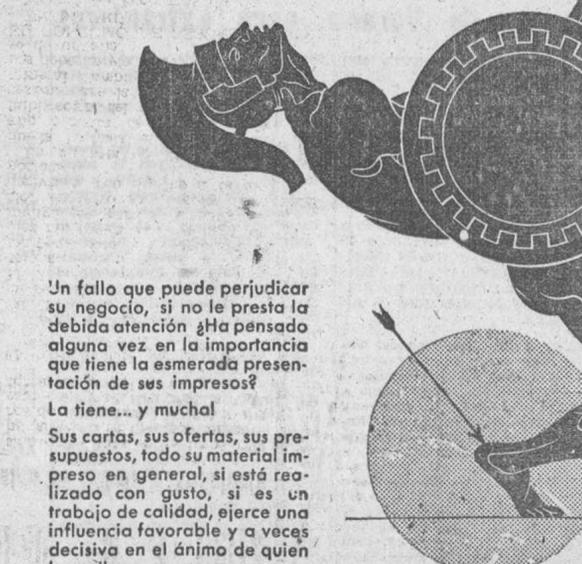 Un fallo que puede perjudicar
su negocio, si no le presta la
debida atención ¿Ha pensado
alguna vez en la importancia
que tiene la esmerada presen-
tación de sus impresos?
La tiene... y mucha!
Sus cartas, sus ofertas, sus pre-
supuestos, todo su material im-
preso en general, si está rea-
lizado con gusto, si es un
trabajo de calidad, ejerce una
influencia favorable y a veces
decisiva en el ánimo de quien